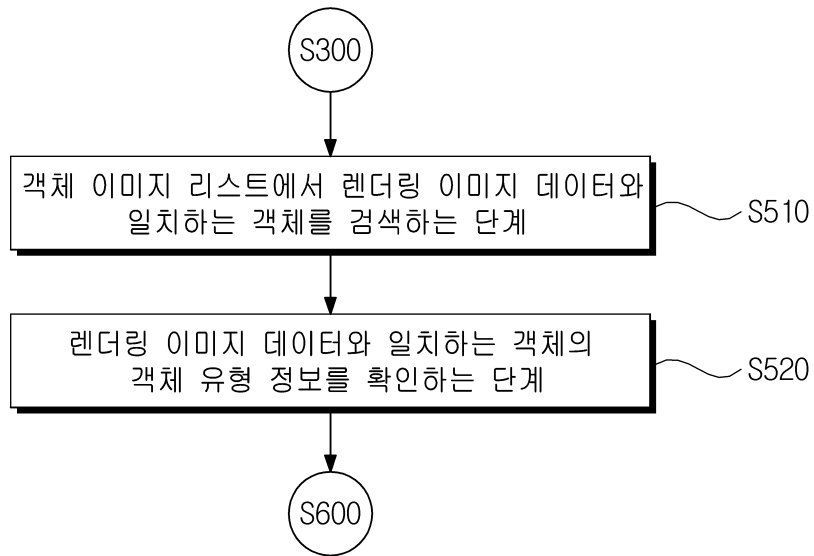 S300
객체 이미지 리스트에서 렌더링 이미지 데이터와
일치하는 객체를 검색하는 단계
S510
렌더링 이미지 데이터와 일치하는 객체의
객체 유형 정보를 확인하는 단계
S520
S600